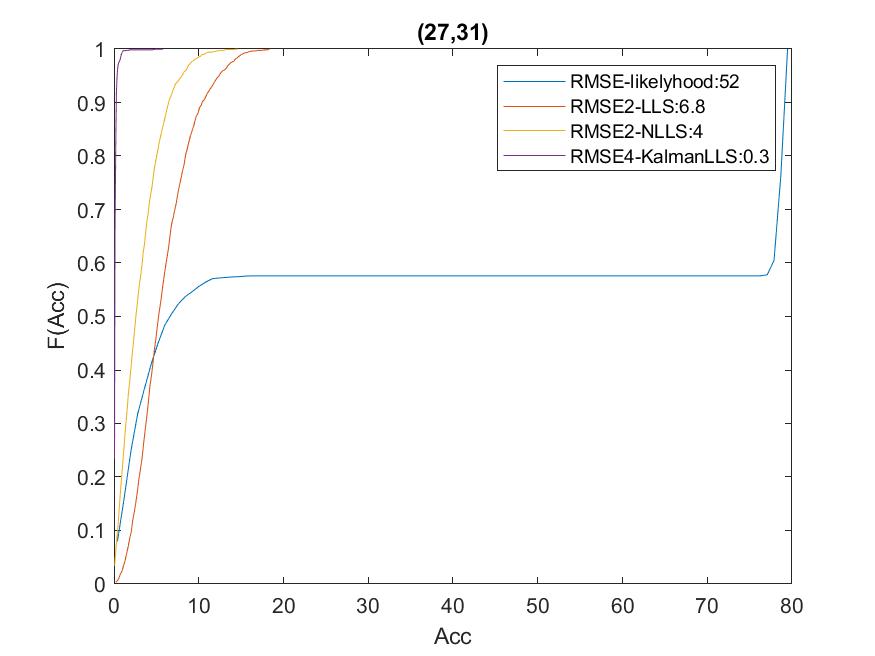 (27,31)
RMSE-likelyhood:52
RMSE2-LLS:6.8
RMSE2-NLLS:4
RMSE4-KalmanLLS:0.3
F(Acc)
1
0.9
0.8
0.7
0.6
0.5
0.4
0.3
0.2
0.1
0
0 10 20 30 40 50 60 70 80
Acc